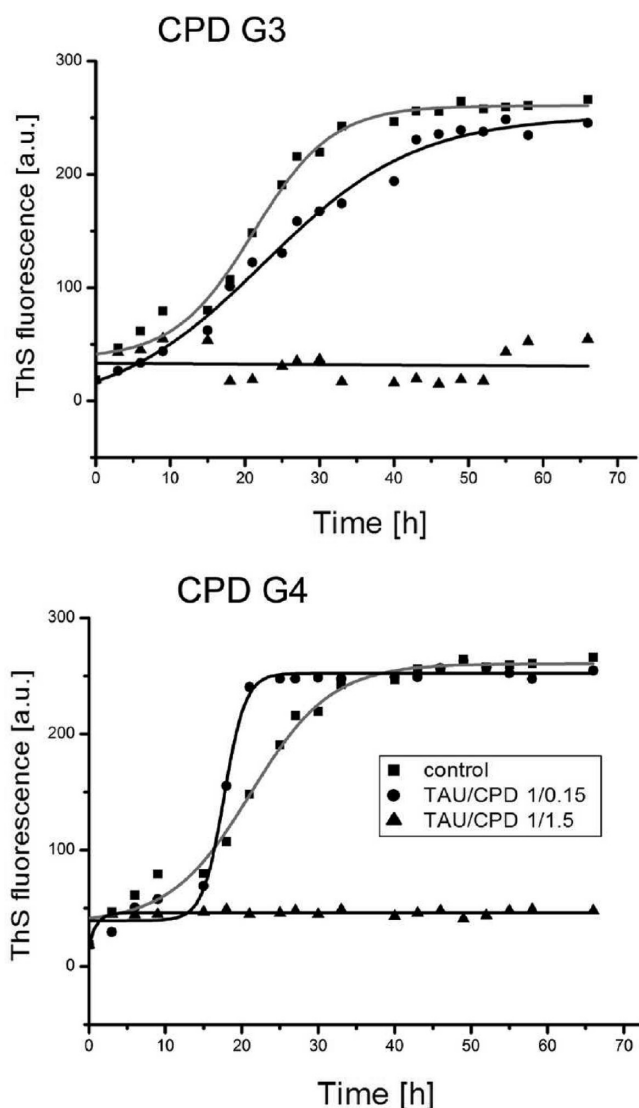 CPD G3
ThS fluorescence [a.u.]
300
200
100
0
0 10 20 30 40 50 60 70
Time [h]
CPD G4
ThS fluorescence [a.u.]
300
200
100
0
control
TAU/CPD 1/0.15
TAU/CPD 1/1.5
0 10 20 30 40 50 60 70
Time [h]